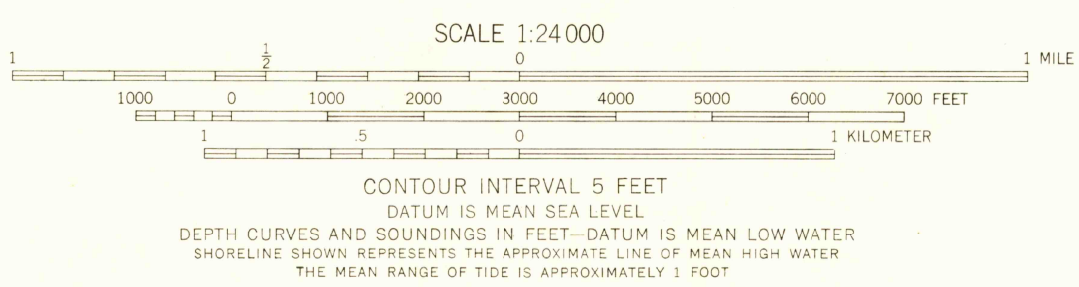 SCALE 1:24 000
1 1/2 0 1 MILE
1000 0 1000 2000 3000 4000 5000 6000 7000 FEET
1 .5 0 1 KILOMETER
CONTOUR INTERVAL 5 FEET
DATUM IS MEAN SEA LEVEL
DEPTH CURVES AND SOUNDINGS IN FEET—DATUM IS MEAN LOW WATER
SHORELINE SHOWN REPRESENTS THE APPROXIMATE LINE OF MEAN HIGH WATER
THE MEAN RANGE OF TIDE IS APPROXIMATELY 1 FOOT